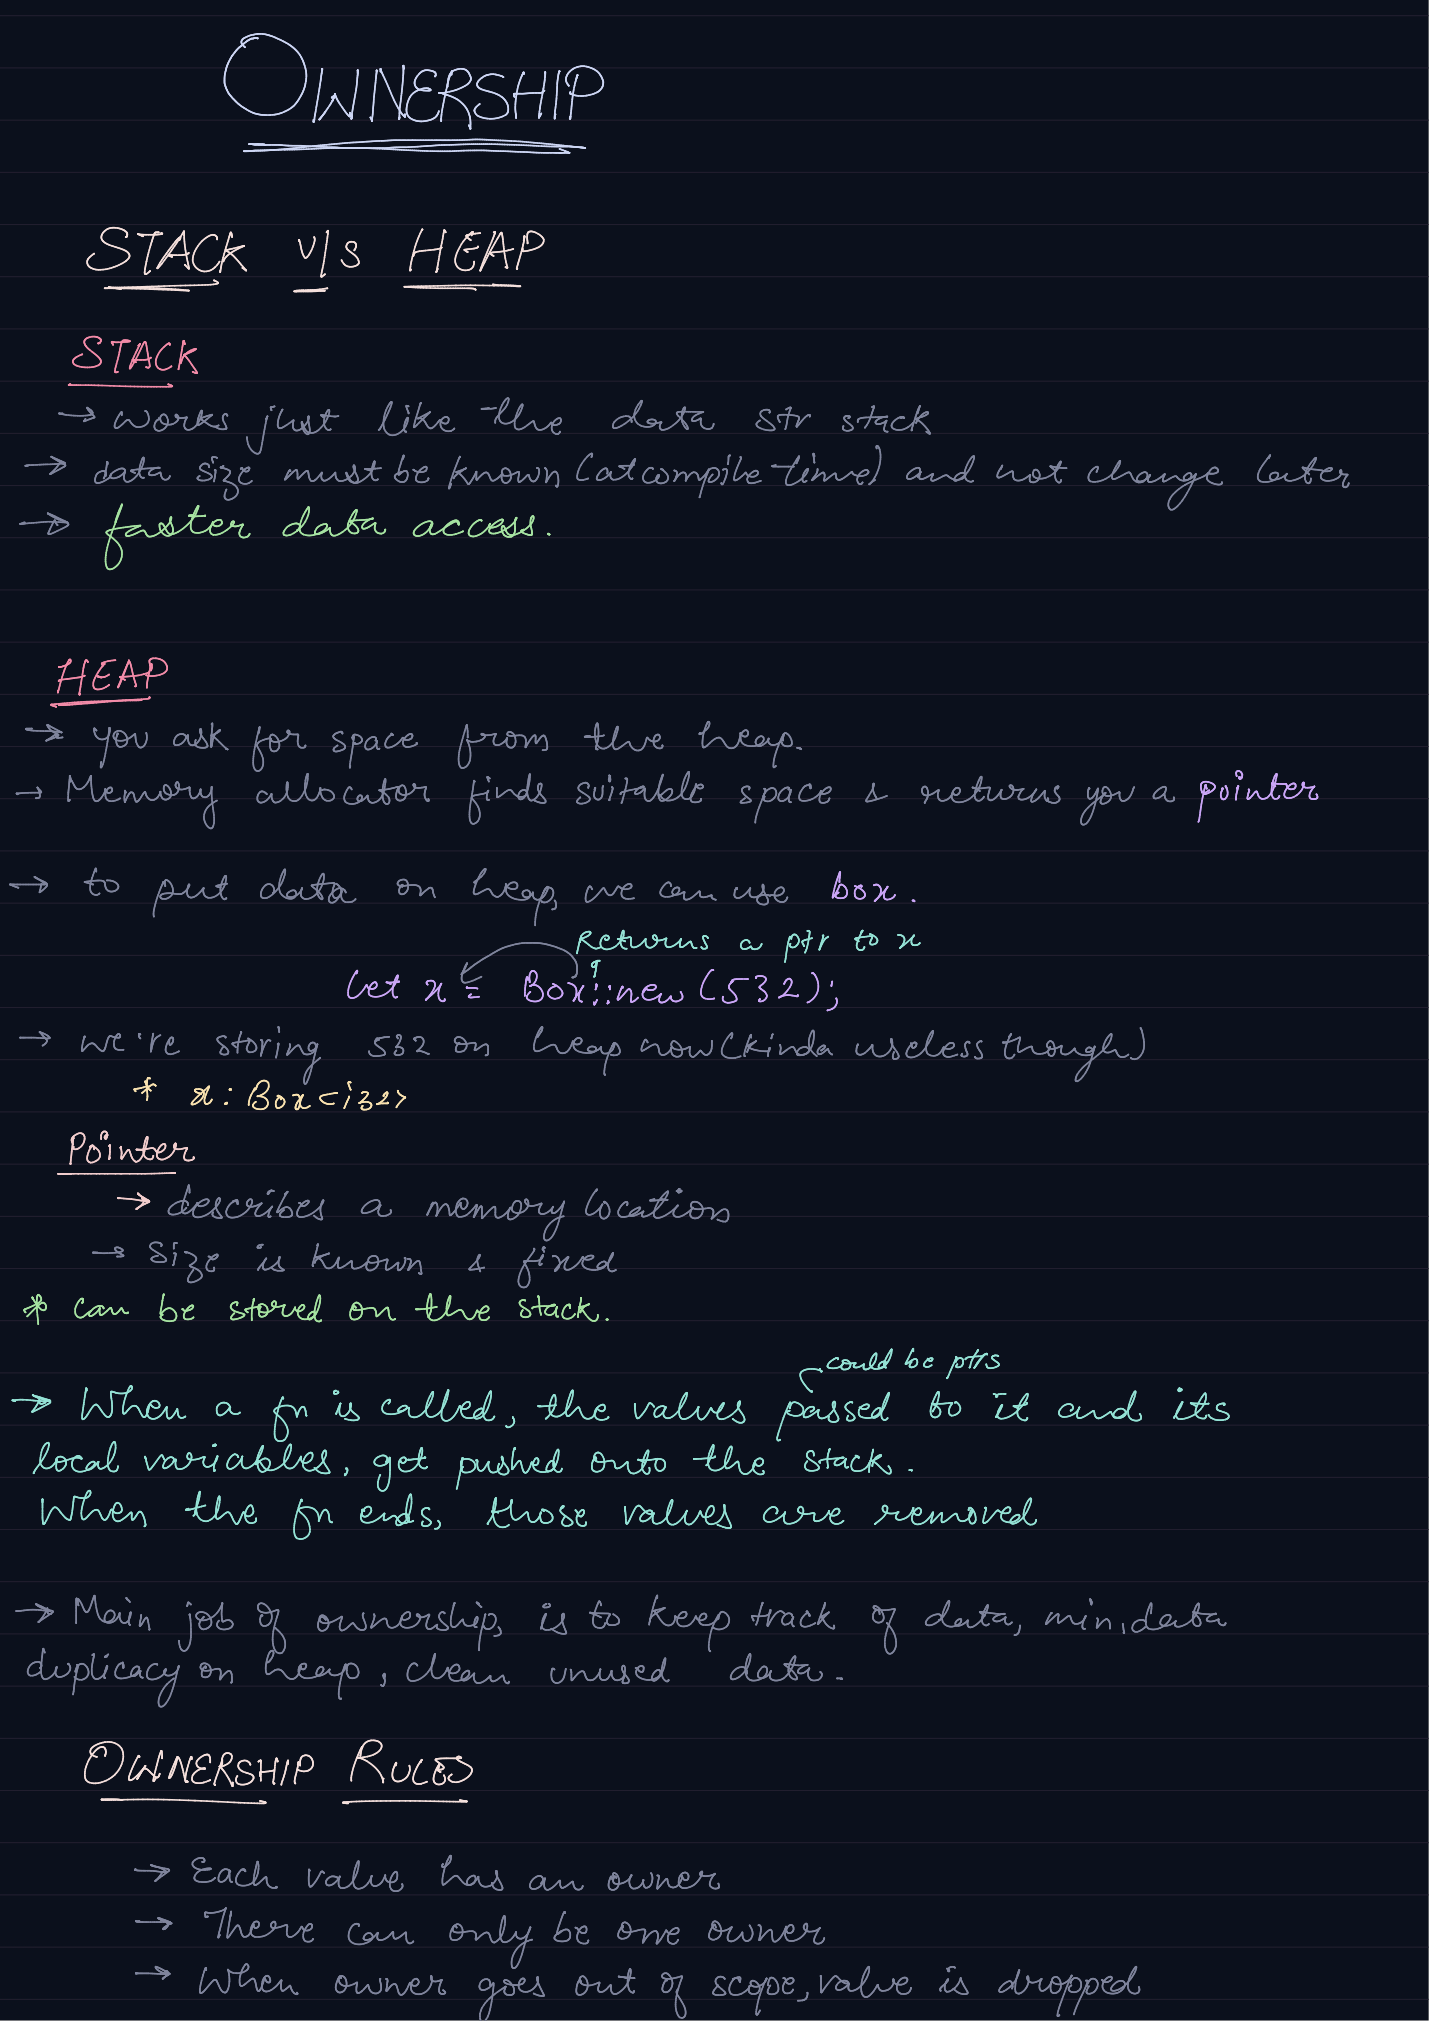 OWNERSHIP
STACK v/s HEAP
STACK
→ works just like the data str stack
→ data size must be known (at compile time) and not change later
→ faster data access.
HEAP
→ you ask for space from the heap.
→ Memory allocator finds suitable space & returns you a pointer
→ to put data on heap, we can use box.
Returns a ptr to x
let x = Box::new(532);
→ we're storing 532 on heap now (kinda useless though)
* x: Box<i32>
Pointer
→ describes a memory location
→ Size is known & fixed
* can be stored on the stack.
could be ptrs
→ When a fn is called, the values passed to it and its
local variables, get pushed onto the stack.
When the fn ends, those values are removed
→ Main job of ownership, is to keep track of data, min. data
duplicacy on heap, clean unused data.
OWNERSHIP RULES
→ Each value has an owner
→ There can only be one owner
→ When owner goes out of scope, value is dropped